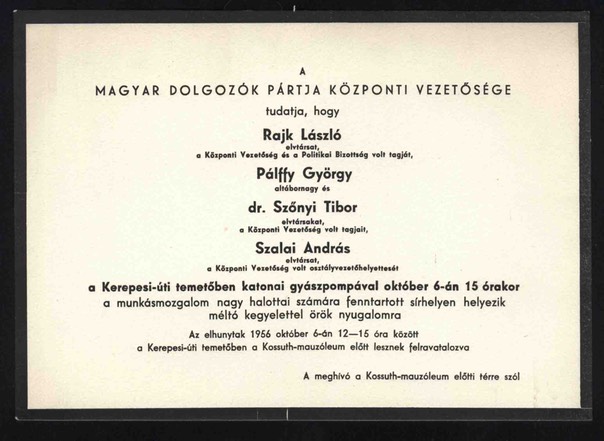 A
MAGYAR DOLGOZÓK PÁRTJA KÖZPONTI VEZETŐSÉGE
tudatja, hogy
Rajk László
elvtársat,
a Központi Vezetőség és a Politikai Bizottság volt tagját,
Pálffy György
altábornagy és
dr. Szőnyi Tibor
elvtársakat,
a Központi Vezetőség volt tagjait,
Szalai András
elvtársat,
a Központi Vezetőség volt osztályvezetőhelyettesét
a Kerepesi-úti temetőben katonai gyászpompával október 6-án 15 órakor
a munkásmozgalom nagy halottai számára fenntartott sírhelyen helyezik
méltó kegyelettel örök nyugalomra
Az elhunytak 1956 október 6-án 12—15 óra között
a Kerepesi-úti temetőben a Kossuth-mauzóleum előtt lesznek felravatalozva
A meghívó a Kossuth-mauzóleum előtti térre szól